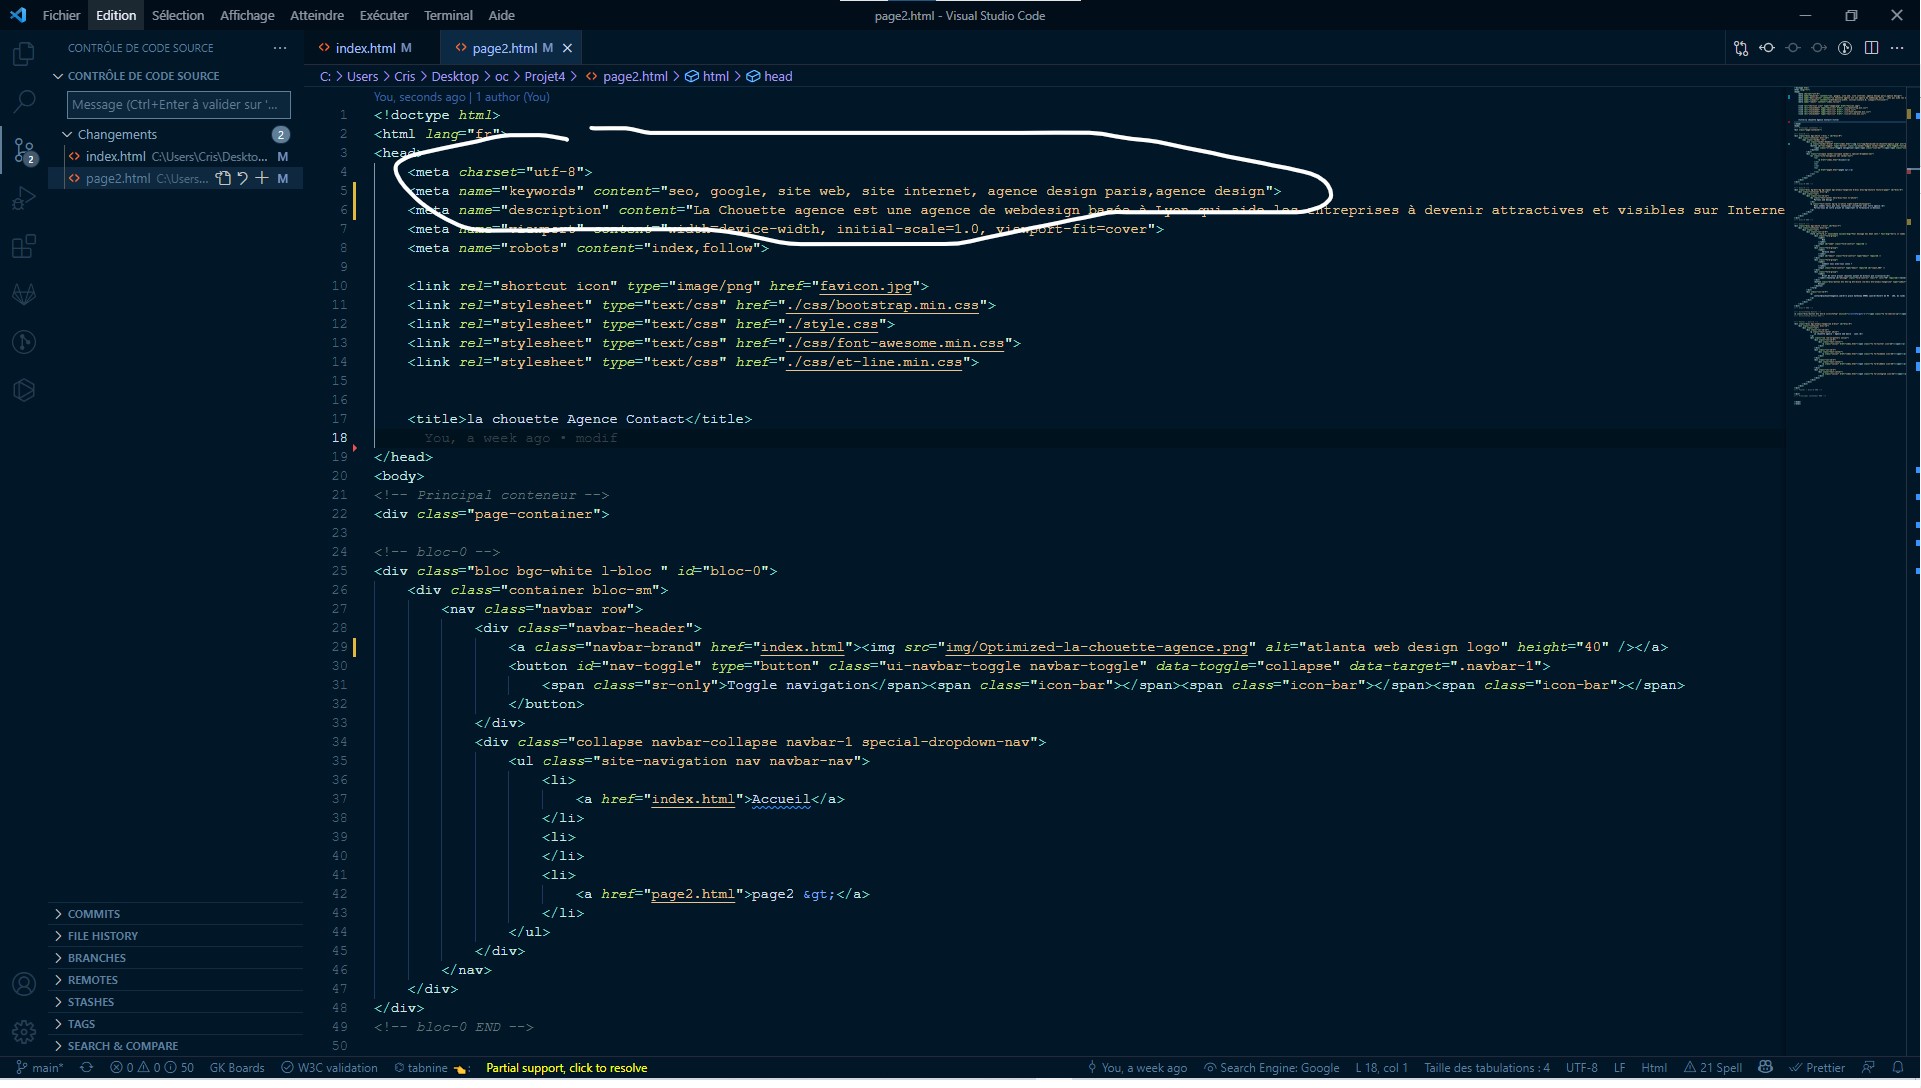 Fichier Edition Sélection Affichage Atteindre Exécuter Terminal Aide
page2.html - Visual Studio Code
CONTRÔLE DE CODE SOURCE
CONTRÔLE DE CODE SOURCE
Message (Ctrl+Enter à valider sur '...
Changements 2
index.html C:\Users\Cris\Deskto... M
page2.html C:\Users... M
2
COMMITS
FILE HISTORY
BRANCHES
REMOTES
STASHES
TAGS
SEARCH & COMPARE
index.html M page2.html M
C: > Users > Cris > Desktop > oc > Projet4 > page2.html > html > head
You, seconds ago | 1 author (You)
1 <!doctype html>
2 <html lang="fr">
3 <head>
4 <meta charset="utf-8">
5 <meta name="keywords" content="seo, google, site web, site internet, agence design paris,agence design">
6 <meta name="description" content="La Chouette agence est une agence de webdesign basée à Lyon qui aide les entreprises à devenir attractives et visibles sur Interne
7 <meta name="viewport" content="width=device-width, initial-scale=1.0, viewport-fit=cover">
8 <meta name="robots" content="index,follow">
9
10 <link rel="shortcut icon" type="image/png" href="favicon.jpg">
11 <link rel="stylesheet" type="text/css" href="./css/bootstrap.min.css">
12 <link rel="stylesheet" type="text/css" href="./style.css">
13 <link rel="stylesheet" type="text/css" href="./css/font-awesome.min.css">
14 <link rel="stylesheet" type="text/css" href="./css/et-line.min.css">
15
16
17 <title>la chouette Agence Contact</title>
18 You, a week ago • modif
19 </head>
20 <body>
21 <!-- Principal conteneur -->
22 <div class="page-container">
23
24 <!-- bloc-0 -->
25 <div class="bloc bgc-white l-bloc " id="bloc-0">
26 <div class="container bloc-sm">
27 <nav class="navbar row">
28 <div class="navbar-header">
29 <a class="navbar-brand" href="index.html"><img src="img/Optimized-la-chouette-agence.png" alt="atlanta web design logo" height="40" /></a>
30 <button id="nav-toggle" type="button" class="ui-navbar-toggle navbar-toggle" data-toggle="collapse" data-target=".navbar-1">
31 <span class="sr-only">Toggle navigation</span><span class="icon-bar"></span><span class="icon-bar"></span><span class="icon-bar"></span>
32 </button>
33 </div>
34 <div class="collapse navbar-collapse navbar-1 special-dropdown-nav">
35 <ul class="site-navigation nav navbar-nav">
36 <li>
37 <a href="index.html">Accueil</a>
38 </li>
39 <li>
40 </li>
41 <li>
42 <a href="page2.html">page2 &gt;</a>
43 </li>
44 </ul>
45 </div>
46 </nav>
47 </div>
48 </div>
49 <!-- bloc-0 END -->
50
main* 0 0 50 GK Boards W3C validation tabnine Partial support, click to resolve You, a week ago Search Engine: Google L 18, col 1 Taille des tabulations : 4 UTF-8 LF Html 21 Spell Prettier